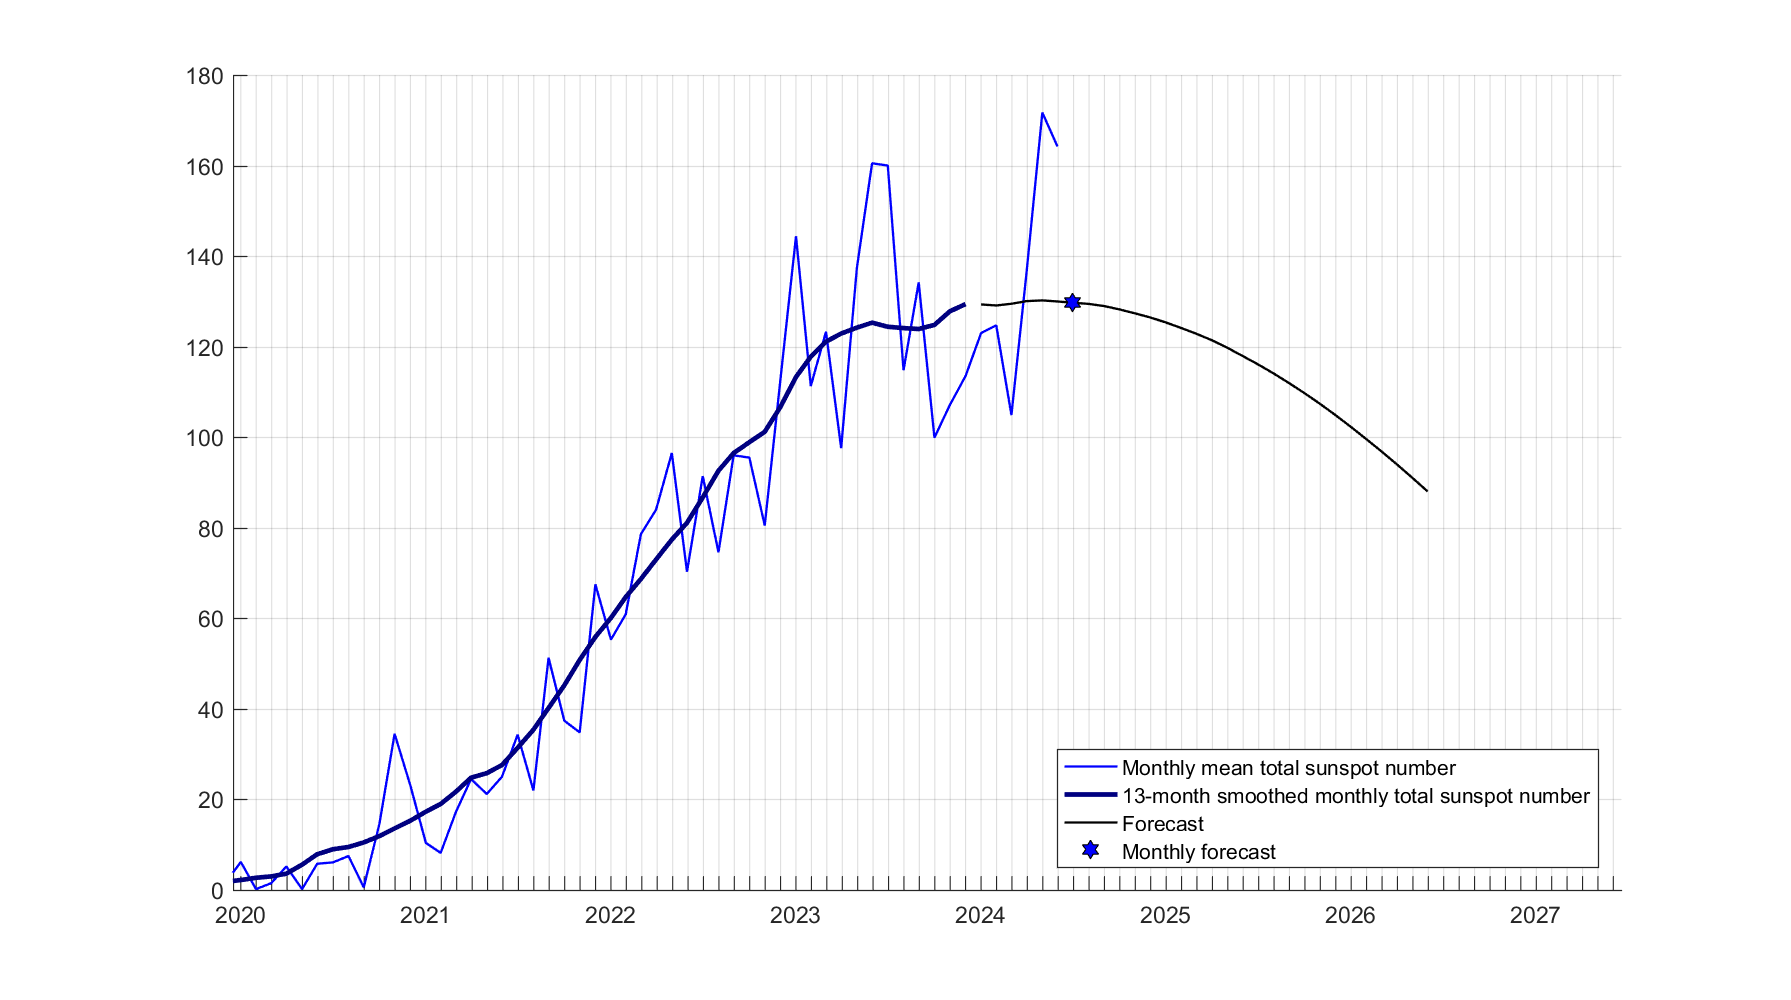 180
160
140
120
100
80
60
40
20
0
2020 2021 2022 2023 2024 2025 2026 2027
Monthly mean total sunspot number
13-month smoothed monthly total sunspot number
Forecast
Monthly forecast